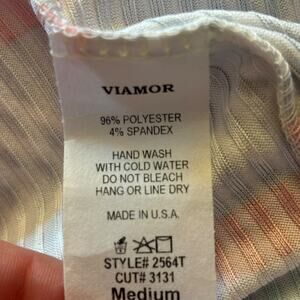 VIAMOR
96% POLYESTER
4% SPANDEX
HAND WASH
WITH COLD WATER
DO NOT BLEACH
HANG OR LINE DRY
MADE IN U.S.A.
STYLE# 2564T
CUT# 3131
Medium